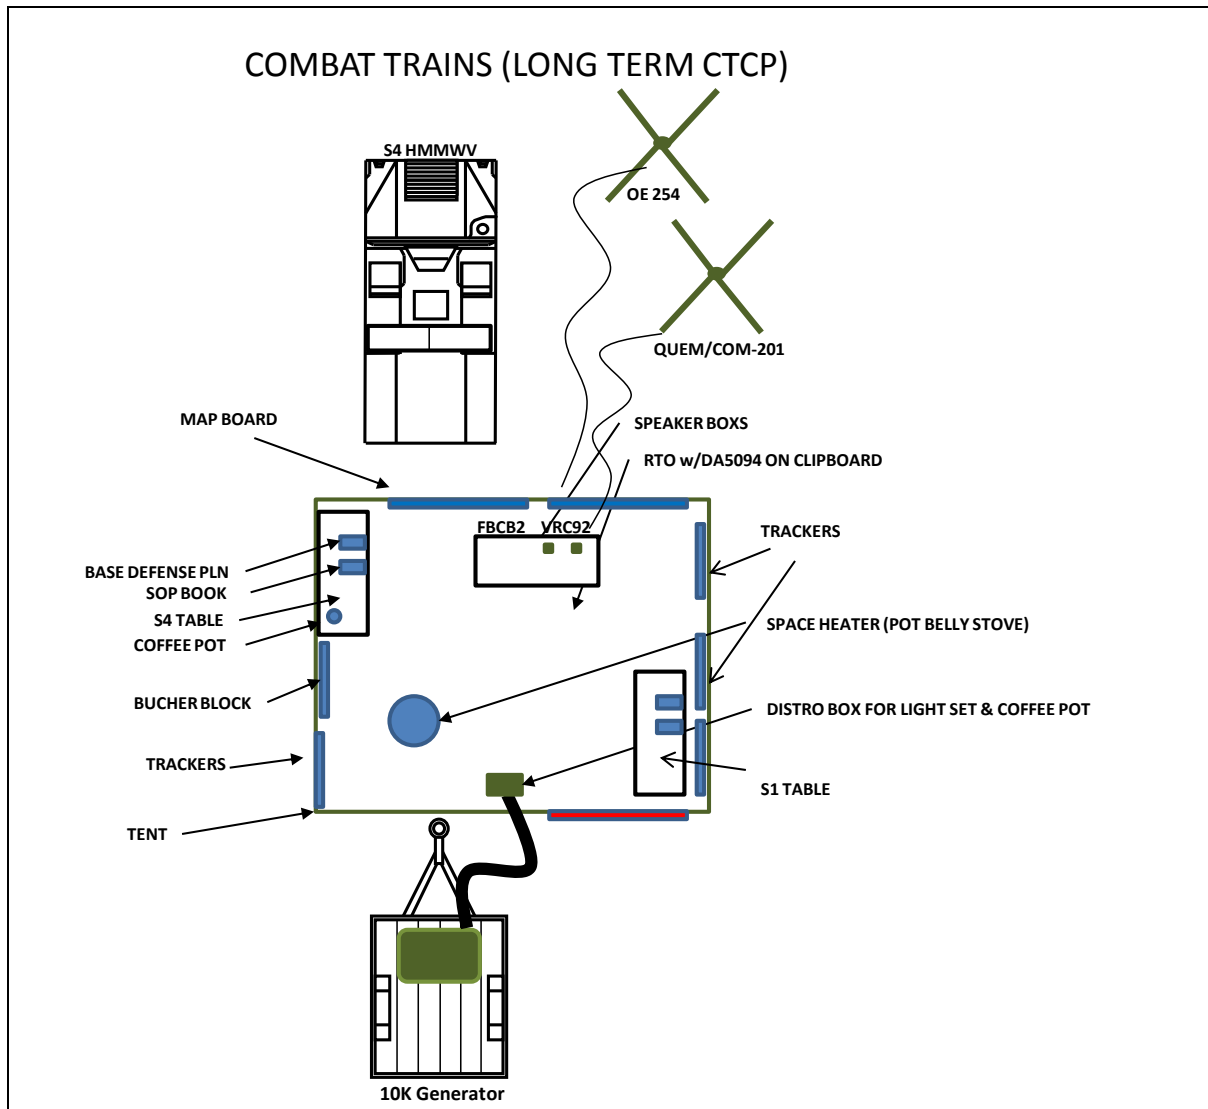 COMBAT TRAINS (LONG TERM CTCP)
S4 HMMWV
OE 254
QUEM/COM-201
MAP BOARD
SPEAKER BOXS
RTO w/DA5094 ON CLIPBOARD
FBCB2
VRC92
TRACKERS
BASE DEFENSE PLN
SOP BOOK
S4 TABLE
COFFEE POT
SPACE HEATER (POT BELLY STOVE)
BUCHER BLOCK
DISTRO BOX FOR LIGHT SET & COFFEE POT
TRACKERS
S1 TABLE
TENT
10K Generator